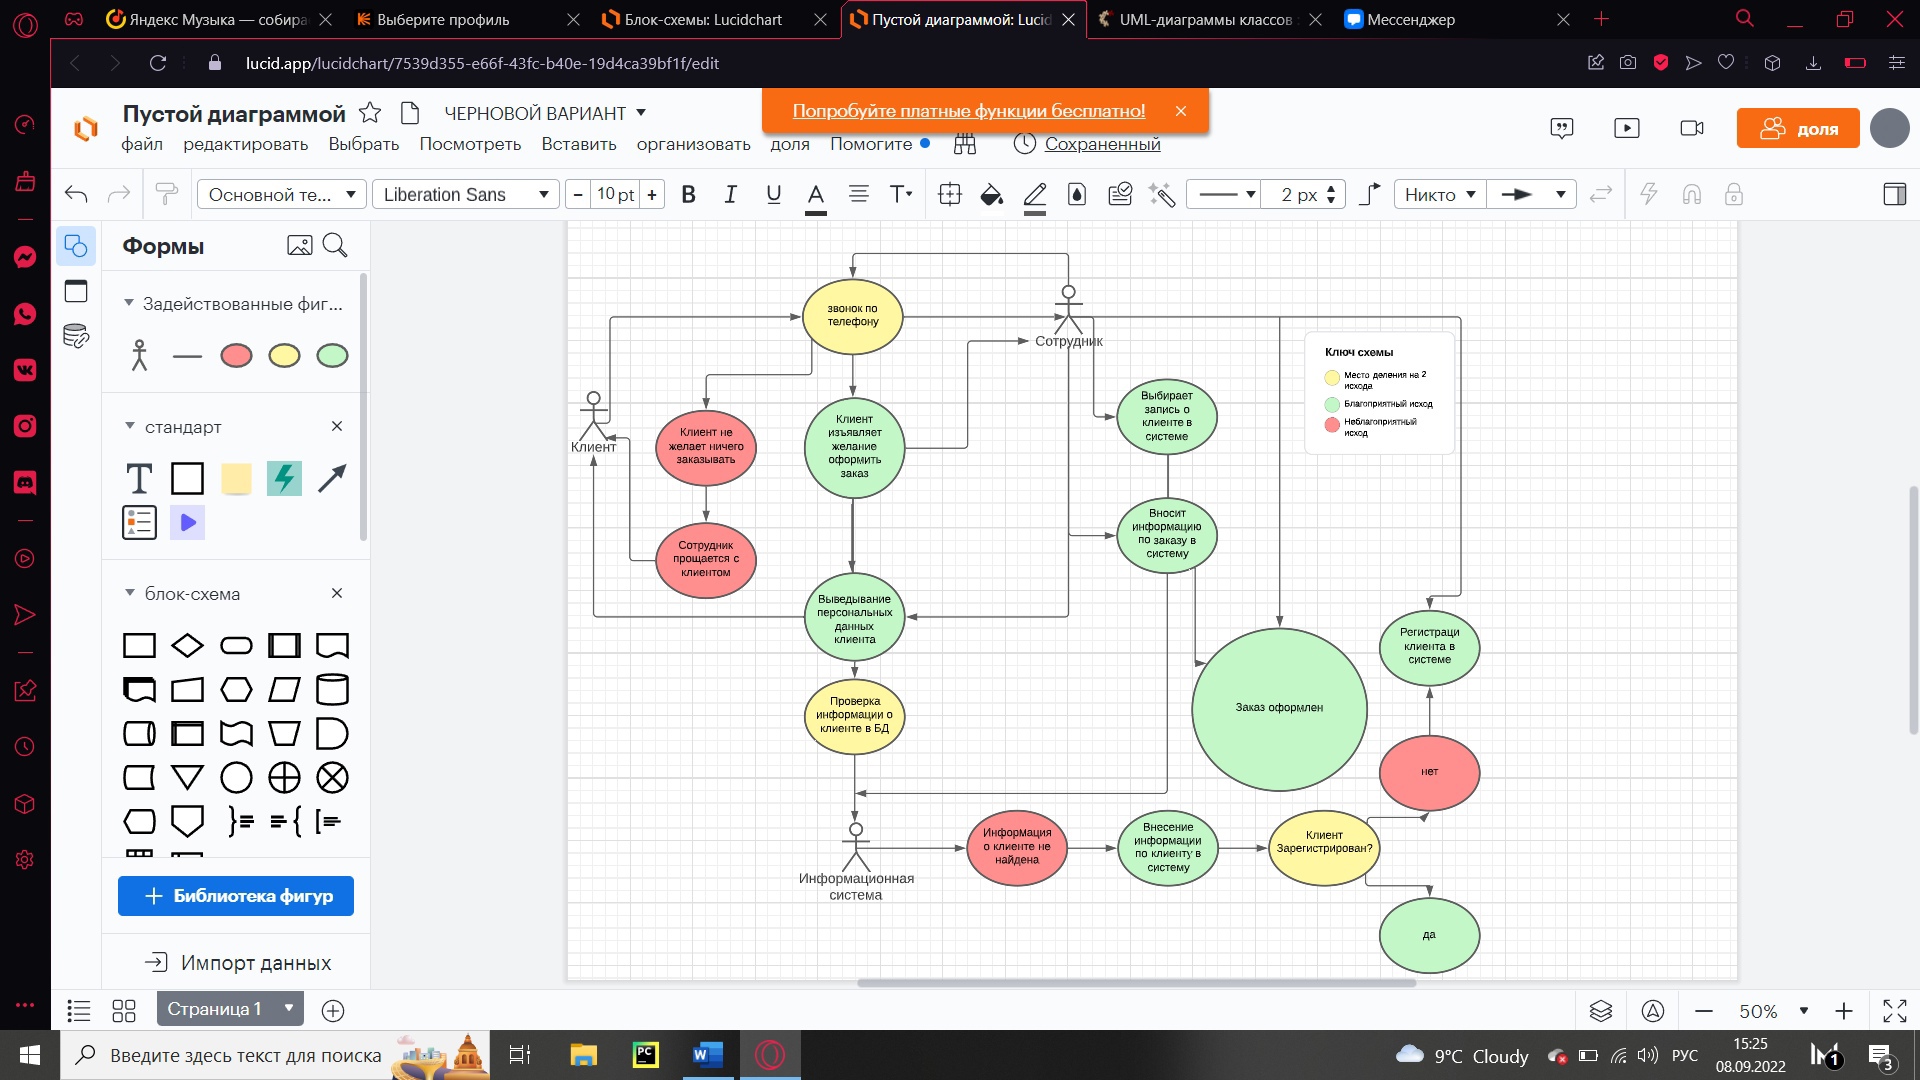 Яндекс Музыка — собира
Выберите профиль
Блок-схемы: Lucidchart
Пустой диаграммой: Lucid
UML-диаграммы классов
Мессенджер
lucid.app/lucidchart/7539d355-e66f-43fc-b40e-19d4ca39bf1f/edit
Пустой диаграммой
ЧЕРНОВОЙ ВАРИАНТ
Попробуйте платные функции бесплатно!
доля
файл
редактировать
Выбрать
Посмотреть
Вставить
организовать
доля
Помогите
Сохраненный
Основной те...
Liberation Sans
10 pt
B
I
U
A
T
2 px
Никто
Формы
Задействованные фиг...
стандарт
T
блок-схема
Библиотека фигур
Импорт данных
звонок по
телефону
Сотрудник
Ключ схемы
Место деления на 2
исхода
Благоприятный исход
Неблагоприятный
исход
Клиент
Клиент не
желает ничего
заказывать
Клиент
изъявляет
желание
оформить
заказ
Выбирает
запись о
клиенте в
системе
Вносит
информацию
по заказу в
систему
Сотрудник
прощается с
клиентом
Выведывание
персональных
данных
клиента
Регистраци
клиента в
системе
Проверка
информации о
клиенте в БД
Заказ оформлен
нет
Информационная
система
Информация
о клиенте не
найдена
Внесение
информации
по клиенту в
систему
Клиент
Зарегистрирован?
да
Страница 1
50%
Введите здесь текст для поиска
PC
W
9°C Cloudy
РУС
15:25
08.09.2022
1
3